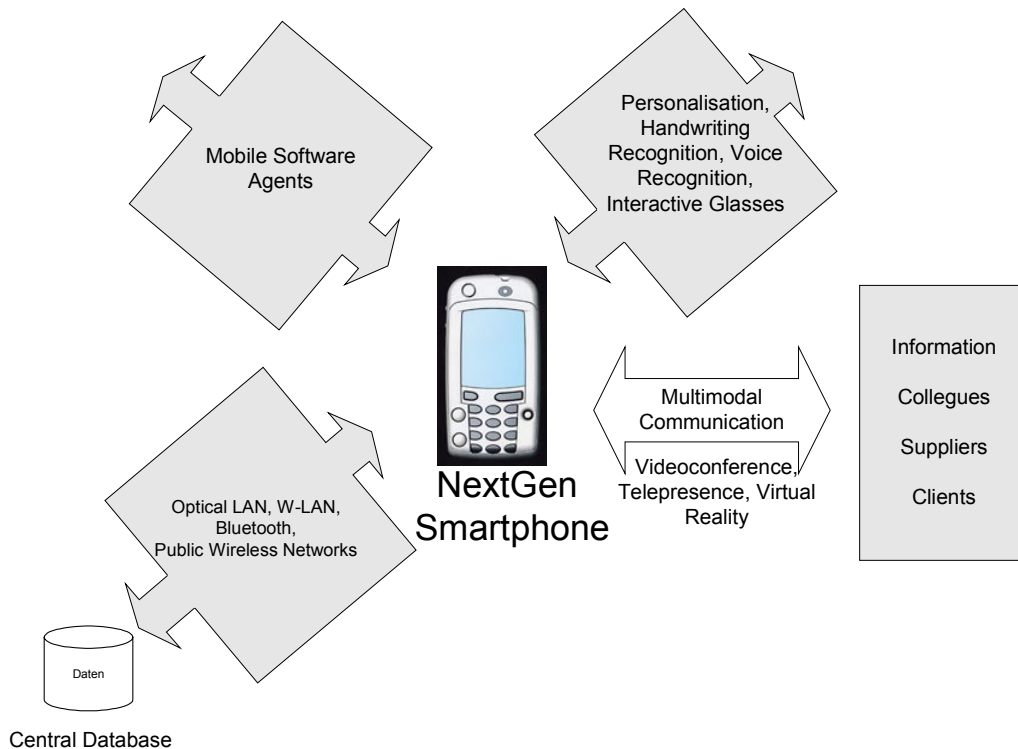 Mobile Software
Agents
Personalisation,
Handwriting
Recognition, Voice
Recognition,
Interactive Glasses
Information
Collegues
Suppliers
Clients
Multimodal
Communication
Videoconference,
Telepresence, Virtual
Reality
NextGen
Smartphone
Optical LAN, W-LAN,
Bluetooth,
Public Wireless Networks
Daten
Central Database